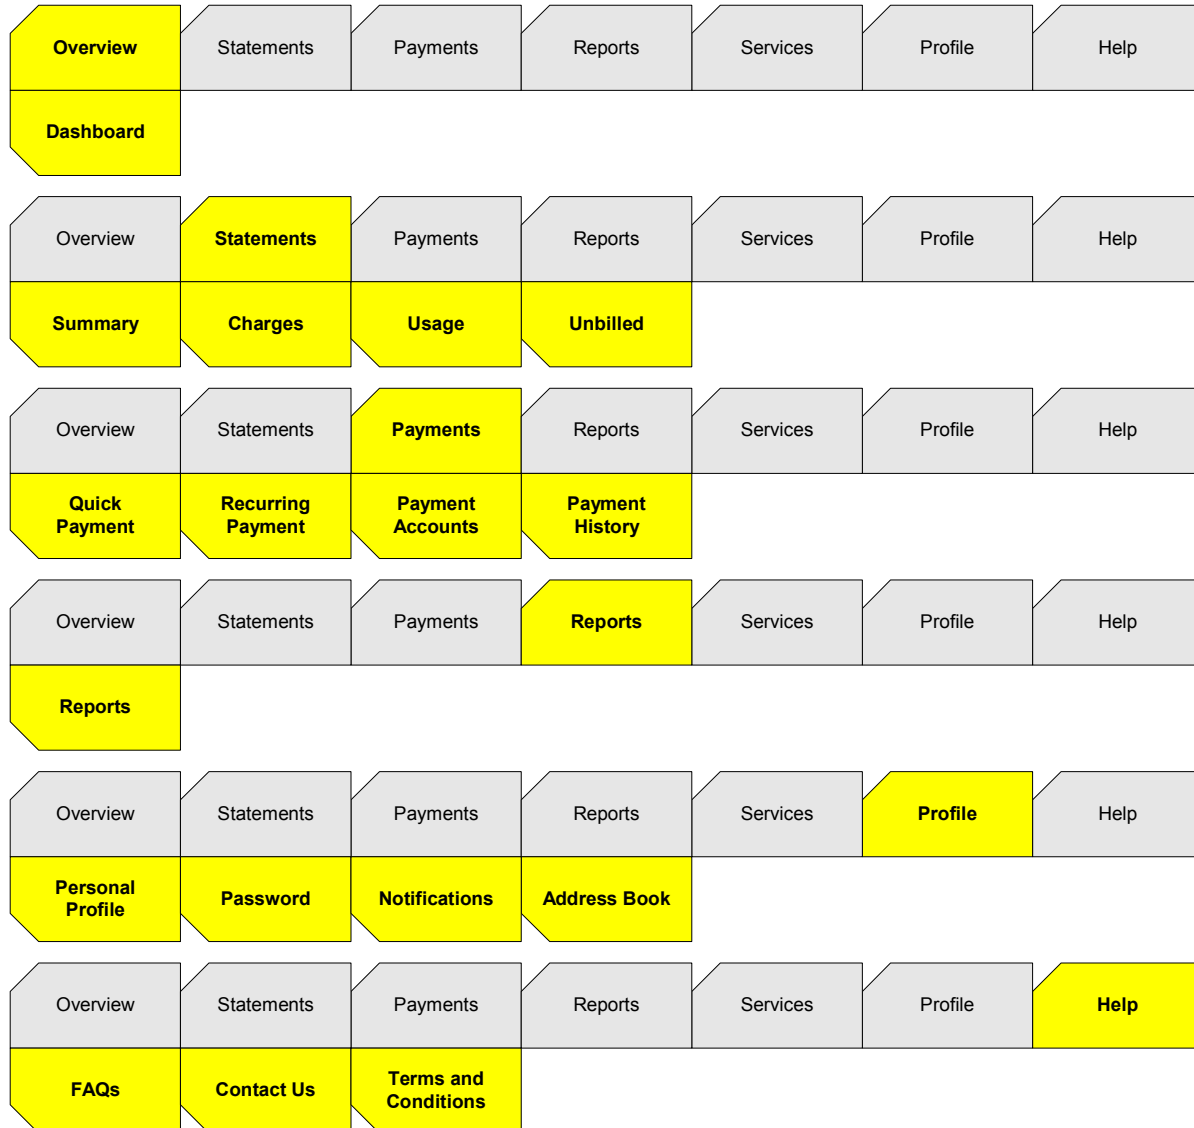 Overview Statements Payments Reports Services Profile Help
Dashboard
Overview Statements Payments Reports Services Profile Help
Summary Charges Usage Unbilled
Overview Statements Payments Reports Services Profile Help
Quick Recurring Payment Payment
Payment Payment Accounts History
Overview Statements Payments Reports Services Profile Help
Reports
Overview Statements Payments Reports Services Profile Help
Personal
Profile
Password Notifications Address Book
Overview Statements Payments Reports Services Profile Help
FAQs Contact Us
Terms and
Conditions